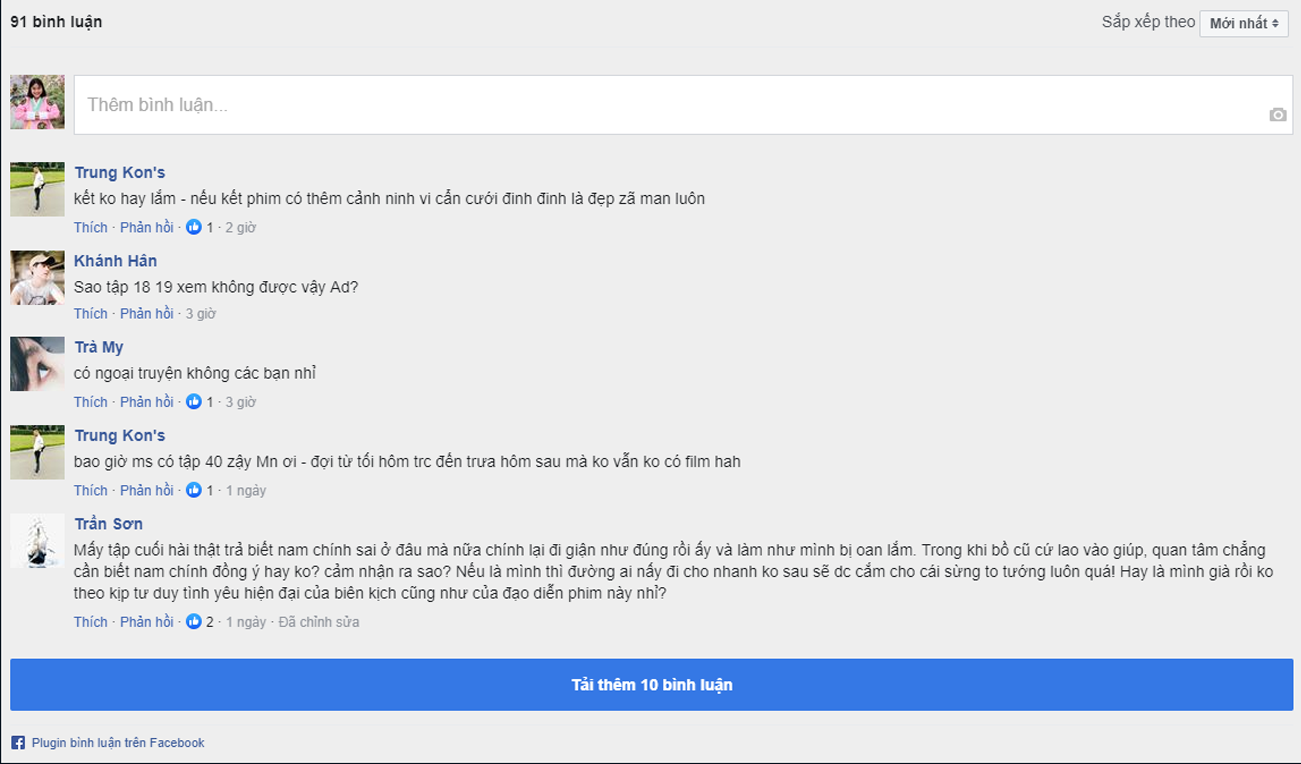 91 bình luận
Sắp xếp theo Mới nhất
Thêm bình luận...
Trung Kon's
kết ko hay lắm - nếu kết phim có thêm cảnh ninh vi cẩn cưới đinh đinh là đẹp zã man luôn
Thích · Phản hồi · 1 · 2 giờ
Khánh Hân
Sao tập 18 19 xem không được vậy Ad?
Thích · Phản hồi · 3 giờ
Trà My
có ngoại truyện không các bạn nhỉ
Thích · Phản hồi · 1 · 3 giờ
Trung Kon's
bao giờ ms có tập 40 zậy Mn ơi - đợi từ tối hôm trc đến trưa hôm sau mà ko vẫn ko có film hah
Thích · Phản hồi · 1 · 1 ngày
Trần Sơn
Mấy tập cuối hài thật trả biết nam chính sai ở đâu mà nữa chính lại đi giận như đúng rồi ấy và làm như mình bị oan lắm. Trong khi bồ cũ cứ lao vào giúp, quan tâm chẳng
cần biết nam chính đồng ý hay ko? cảm nhận ra sao? Nếu là mình thì đường ai nấy đi cho nhanh ko sau sẽ dc cắm cho cái sừng to tướng luôn quá! Hay là mình già rồi ko
theo kịp tư duy tình yêu hiện đại của biên kịch cũng như của đạo diễn phim này nhỉ?
Thích · Phản hồi · 2 · 1 ngày · Đã chỉnh sửa
Tải thêm 10 bình luận
Plugin bình luận trên Facebook